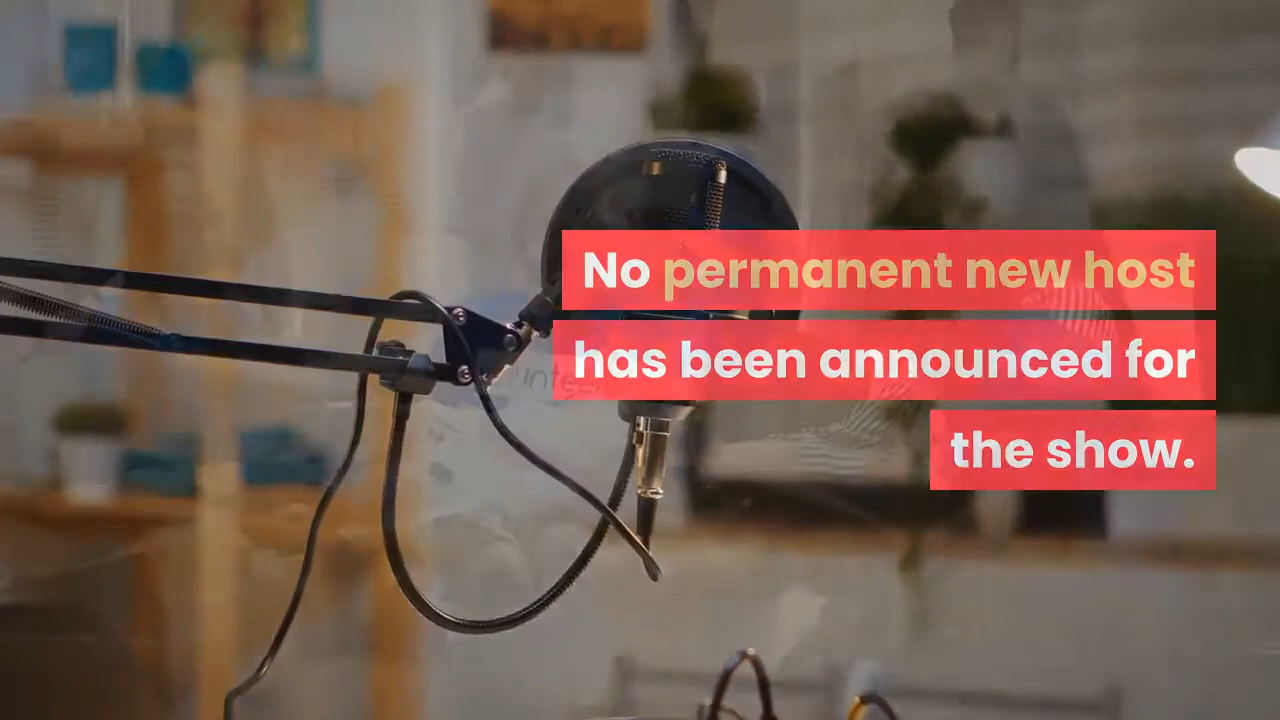 No permanent new host
has been announced for
the show.